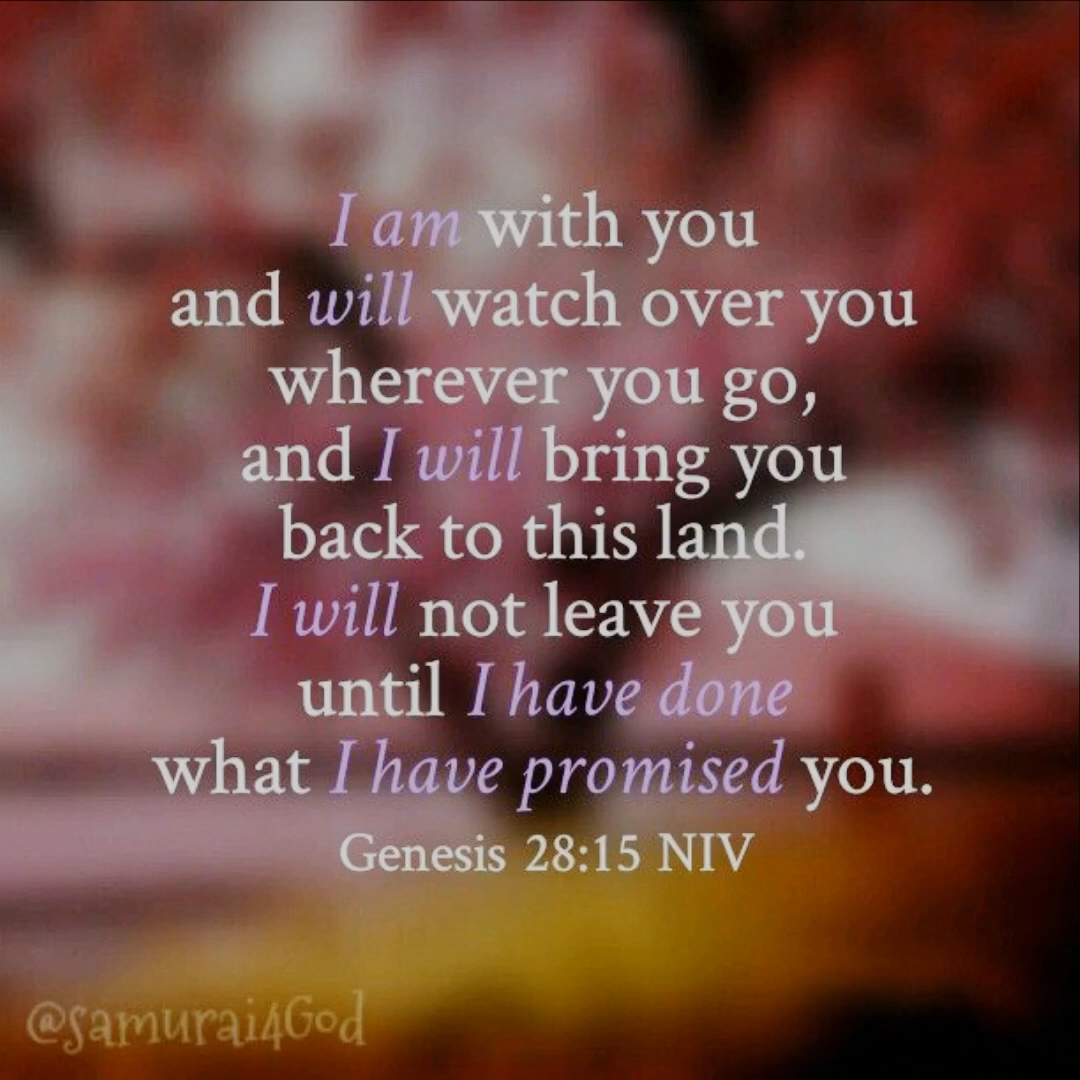 I am with you
and will watch over you
wherever you go,
and I will bring you
back to this land.
I will not leave you
until I have done
what I have promised you.
Genesis 28:15 NIV
@samurai4God